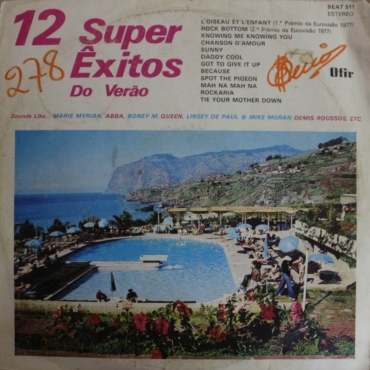 BEAT 511
ESTEREO
12 Super
Êxitos
Do Verão
278
L'OISEAU ET L'ENFANT (1.º Prémio da Eurovisão 1977)
ROCK BOTTOM (2.º Prémio da Eurovisão 1977)
KNOWING ME KNOWING YOU
CHANSON D'AMOUR
SUNNY
DADDY COOL
GOT TO GIVE IT UP
BECAUSE
SPOT THE PIGEON
MAH NA MAH NA
ROCKARIA
TIE YOUR MOTHER DOWN
Ofir
Sounds Like... MARIE MYRIAN, ABBA, BONEY M, QUEEN, LINSEY DE PAUL & MIKE MORAN, DEMIS ROUSSOS, ETC.